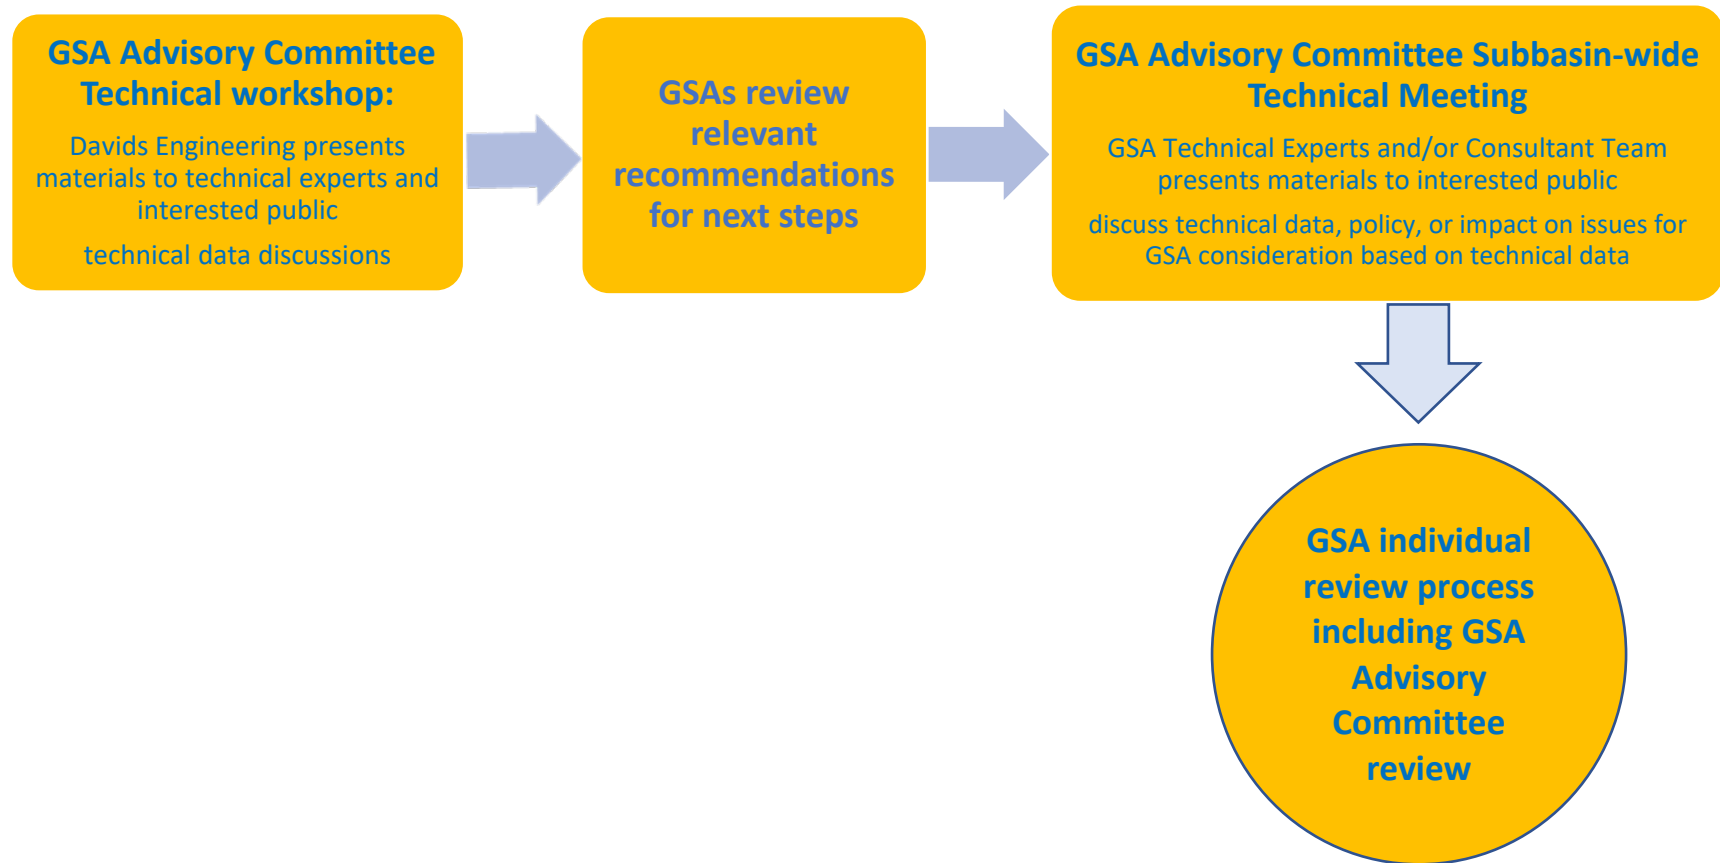 GSA Advisory Committee
Technical workshop:
Davids Engineering presents
materials to technical experts and
interested public
technical data discussions
GSAs review
relevant
recommendations
for next steps
GSA Advisory Committee Subbasin-wide
Technical Meeting
GSA Technical Experts and/or Consultant Team
presents materials to interested public
discuss technical data, policy, or impact on issues for
GSA consideration based on technical data
GSA individual
review process
including GSA
Advisory
Committee
review